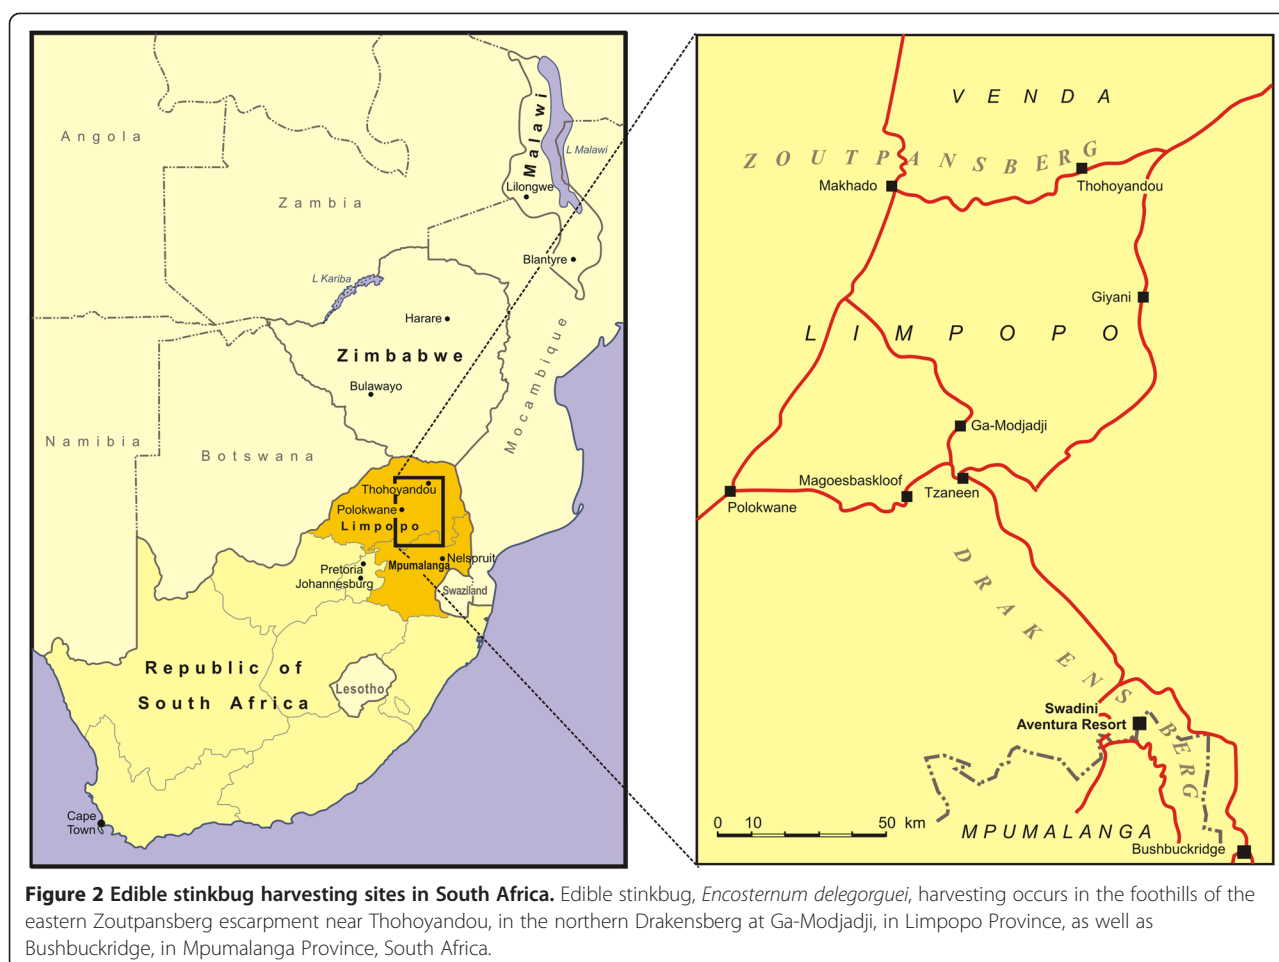 Angola
Zambia
Malawi
L Malawi
Lilongwe
Blantyre
L Kariba
Harare
Zimbabwe
Bulawayo
Mocambique
Namibia
Botswana
Thohoyandou
Polokwane
Limpopo
Nelspruit
Mpumalanga
Pretoria
Johannesburg
Swaziland
Republic of
South Africa
Lesotho
Cape
Town
VENDA
ZOUTPANSBERG
Makhado
Thohoyandou
Giyani
LIMPOPO
Ga-Modjadji
Magoesbaskloof
Tzaneen
Polokwane
DRAKENSBERG
Swadini
Aventura Resort
0 10 50 km
MPUMALANGA
Bushbuckridge
Figure 2 Edible stinkbug harvesting sites in South Africa. Edible stinkbug, Encosternum delegorguei, harvesting occurs in the foothills of the
eastern Zoutpansberg escarpment near Thohoyandou, in the northern Drakensberg at Ga-Modjadji, in Limpopo Province, as well as
Bushbuckridge, in Mpumalanga Province, South Africa.